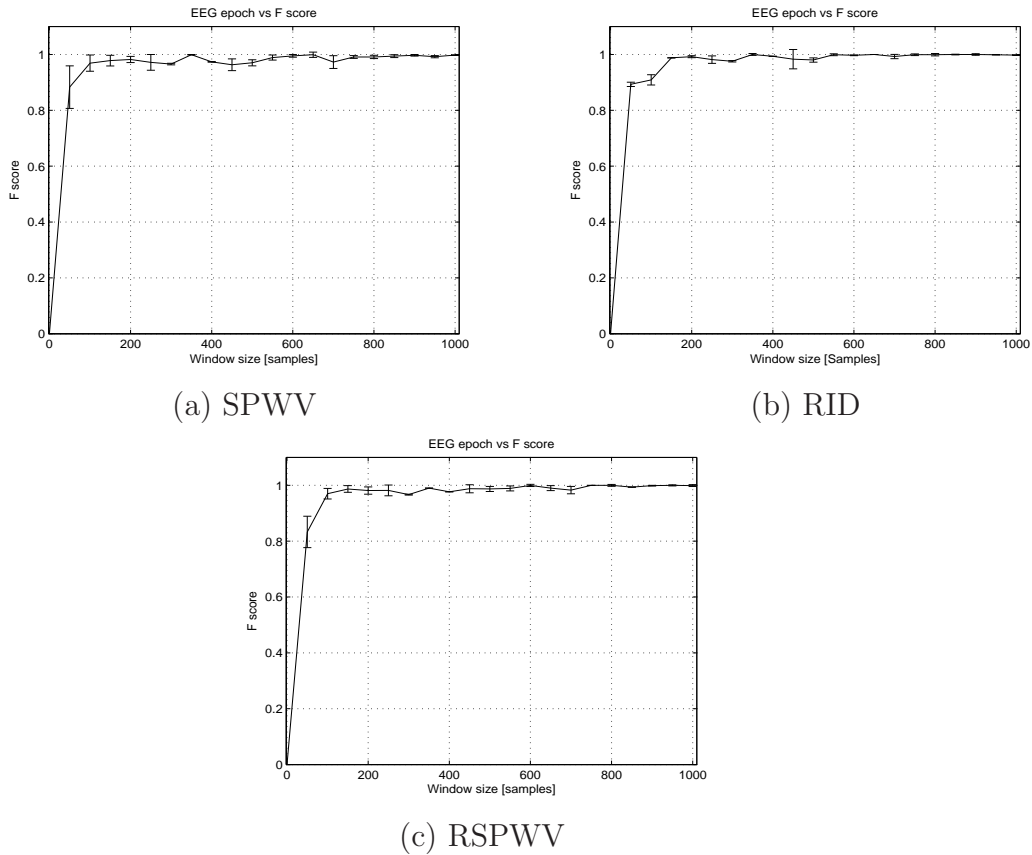 EEG epoch vs F score
1
0.8
0.6
0.4
0.2
0
F score
0 200 400 600 800 1000
Window size [samples]
(a) SPWV
EEG epoch vs F score
1
0.8
0.6
0.4
0.2
0
F score
0 200 400 600 800 1000
Window size [Samples]
(b) RID
EEG epoch vs F score
1
0.8
0.6
0.4
0.2
0
F score
0 200 400 600 800 1000
Window size [samples]
(c) RSPWV